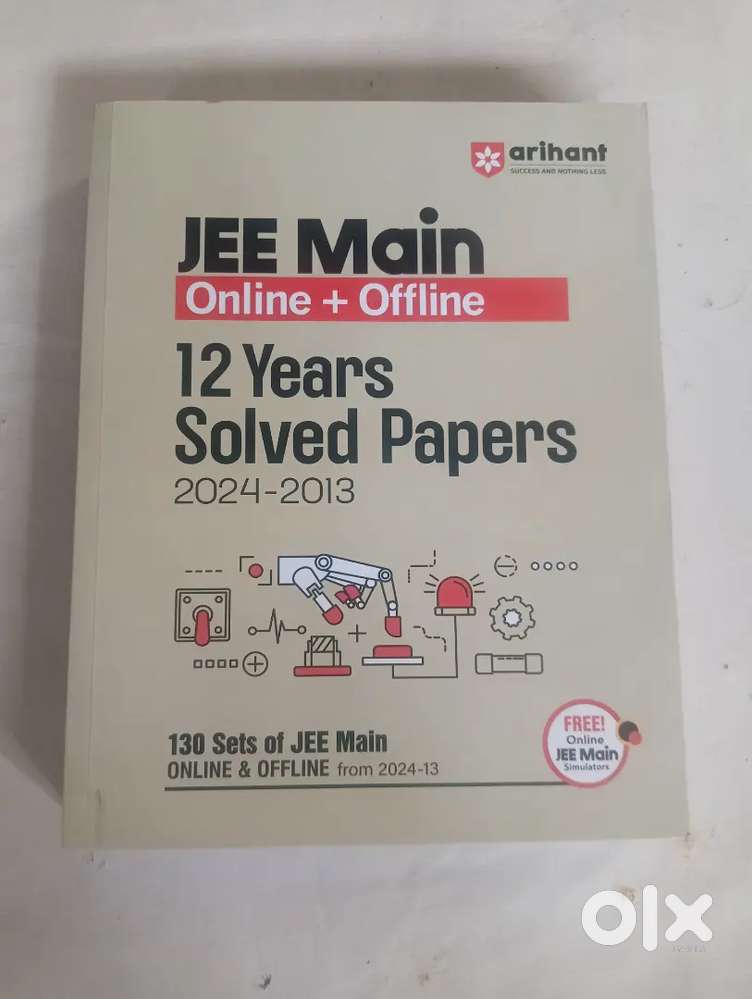 arihant
SUCCESS AND NOTHING LESS
JEE Main
Online + Offline
12 Years
Solved Papers
2024-2013
130 Sets of JEE Main
ONLINE & OFFLINE from 2024-13
FREE!
Online
JEE Main
Simulators
olx